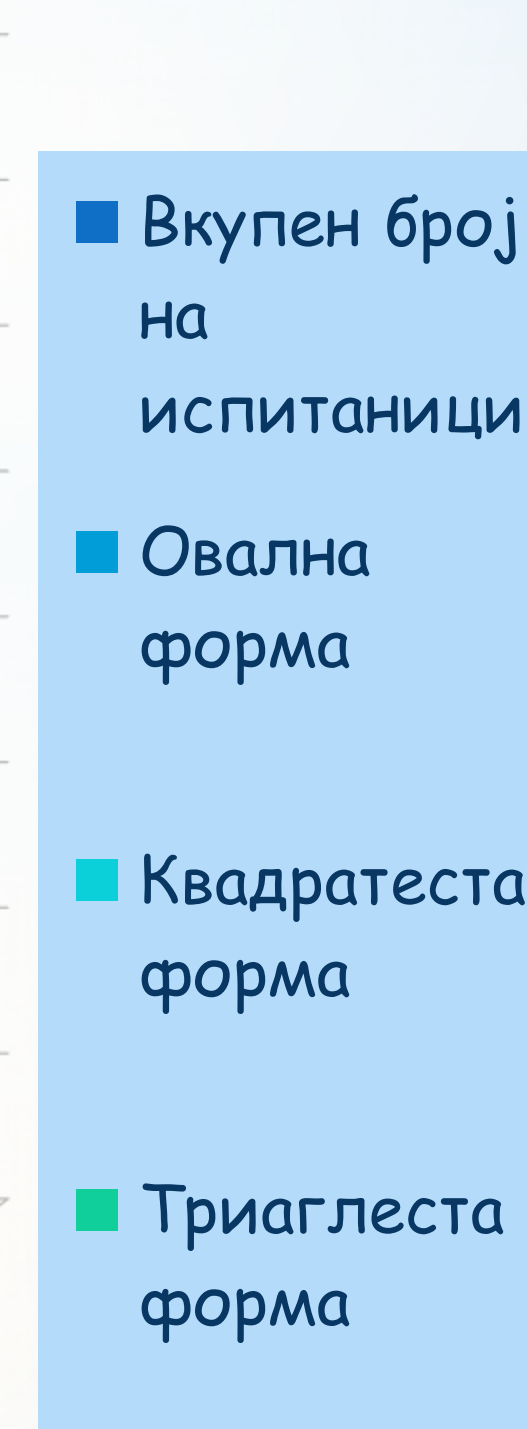 Вкупен број
на
испитаници
Овална
форма
Квадратеста
форма
Триаглеста
форма